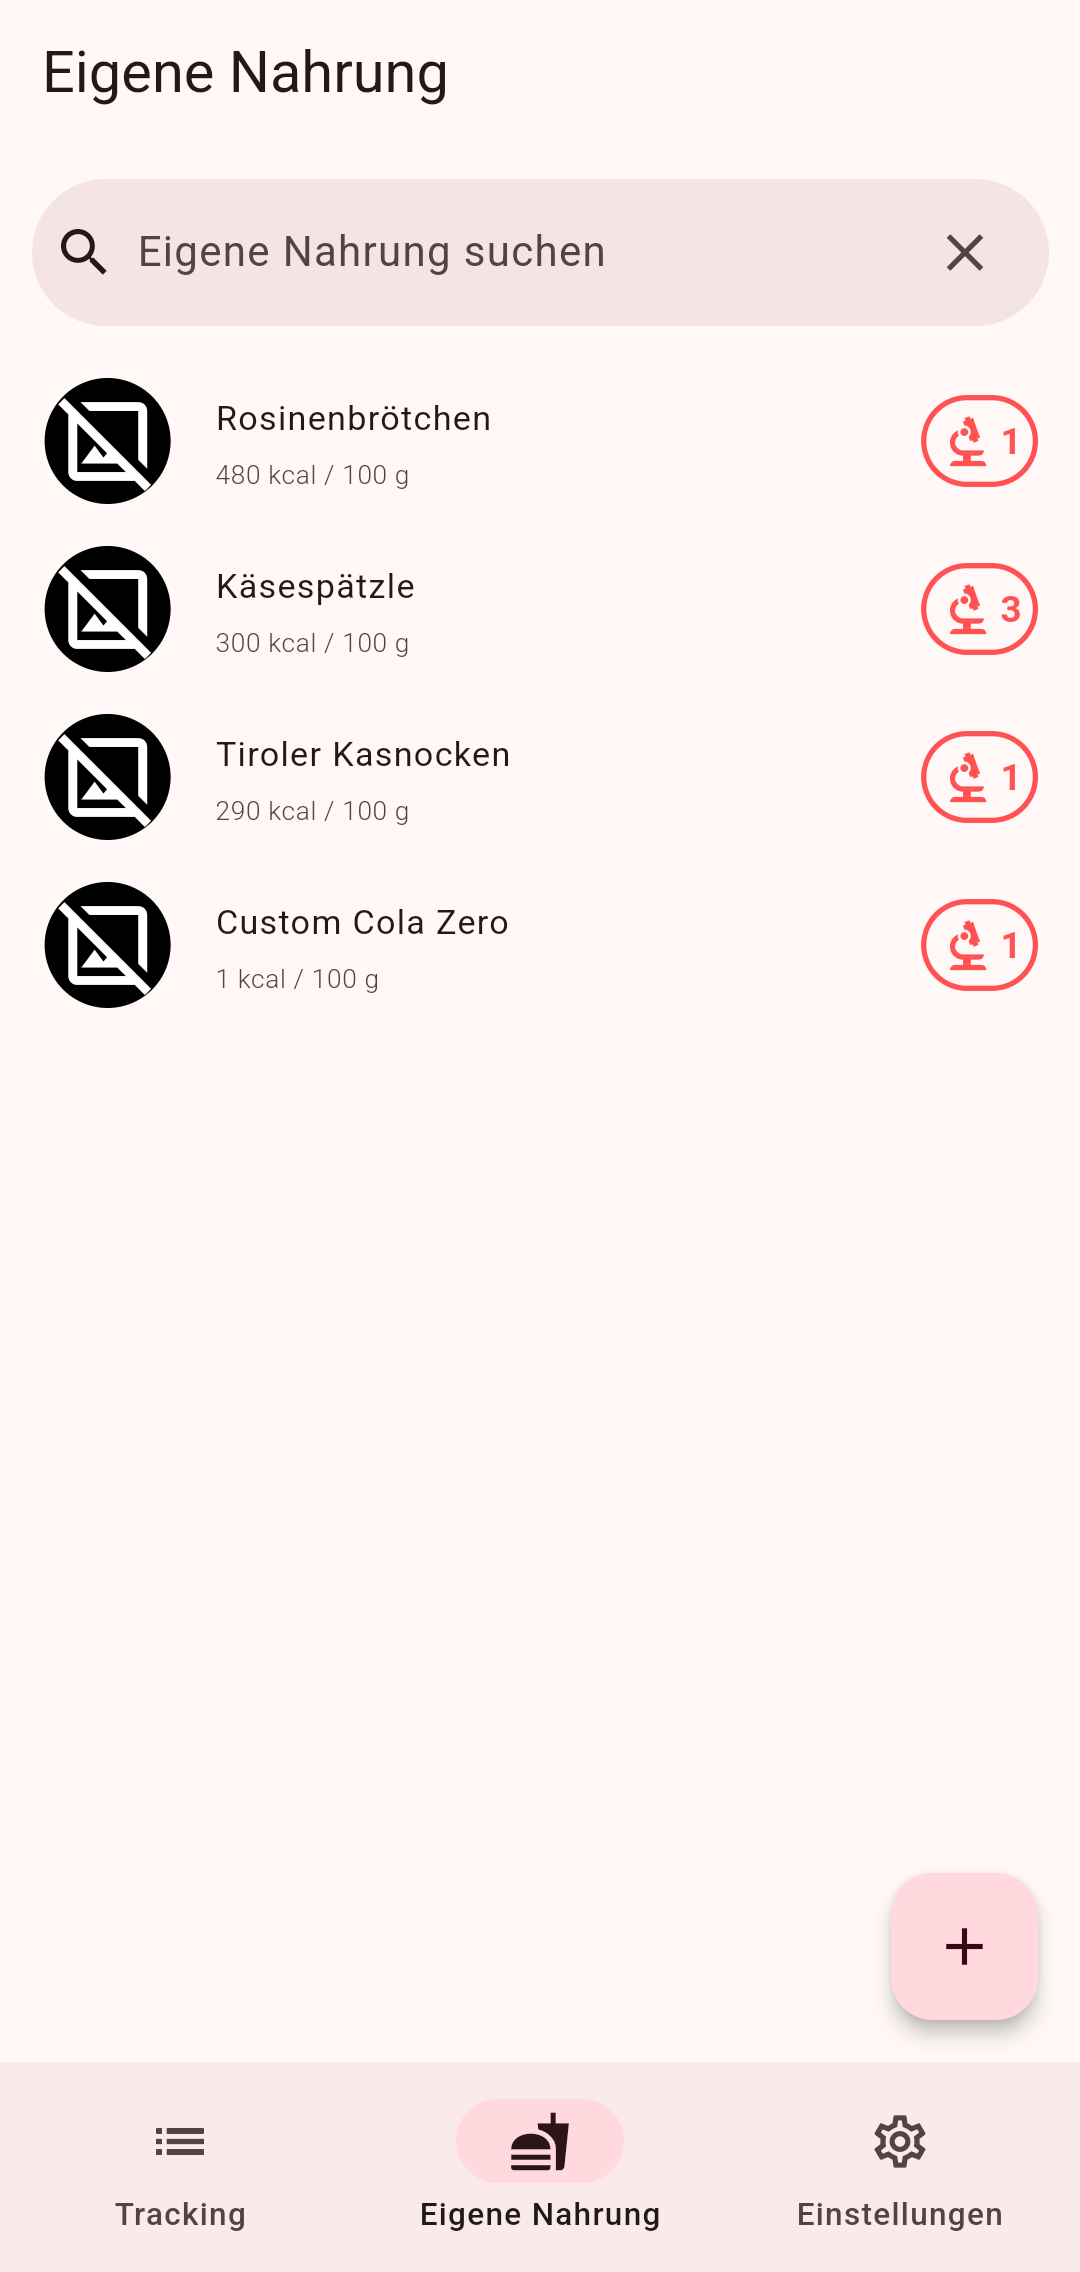 Eigene Nahrung
Eigene Nahrung suchen
Rosinenbrötchen
480 kcal / 100 g
1
Käsespätzle
300 kcal / 100 g
3
Tiroler Kasnocken
290 kcal / 100 g
1
Custom Cola Zero
1 kcal / 100 g
1
Tracking
Eigene Nahrung
Einstellungen